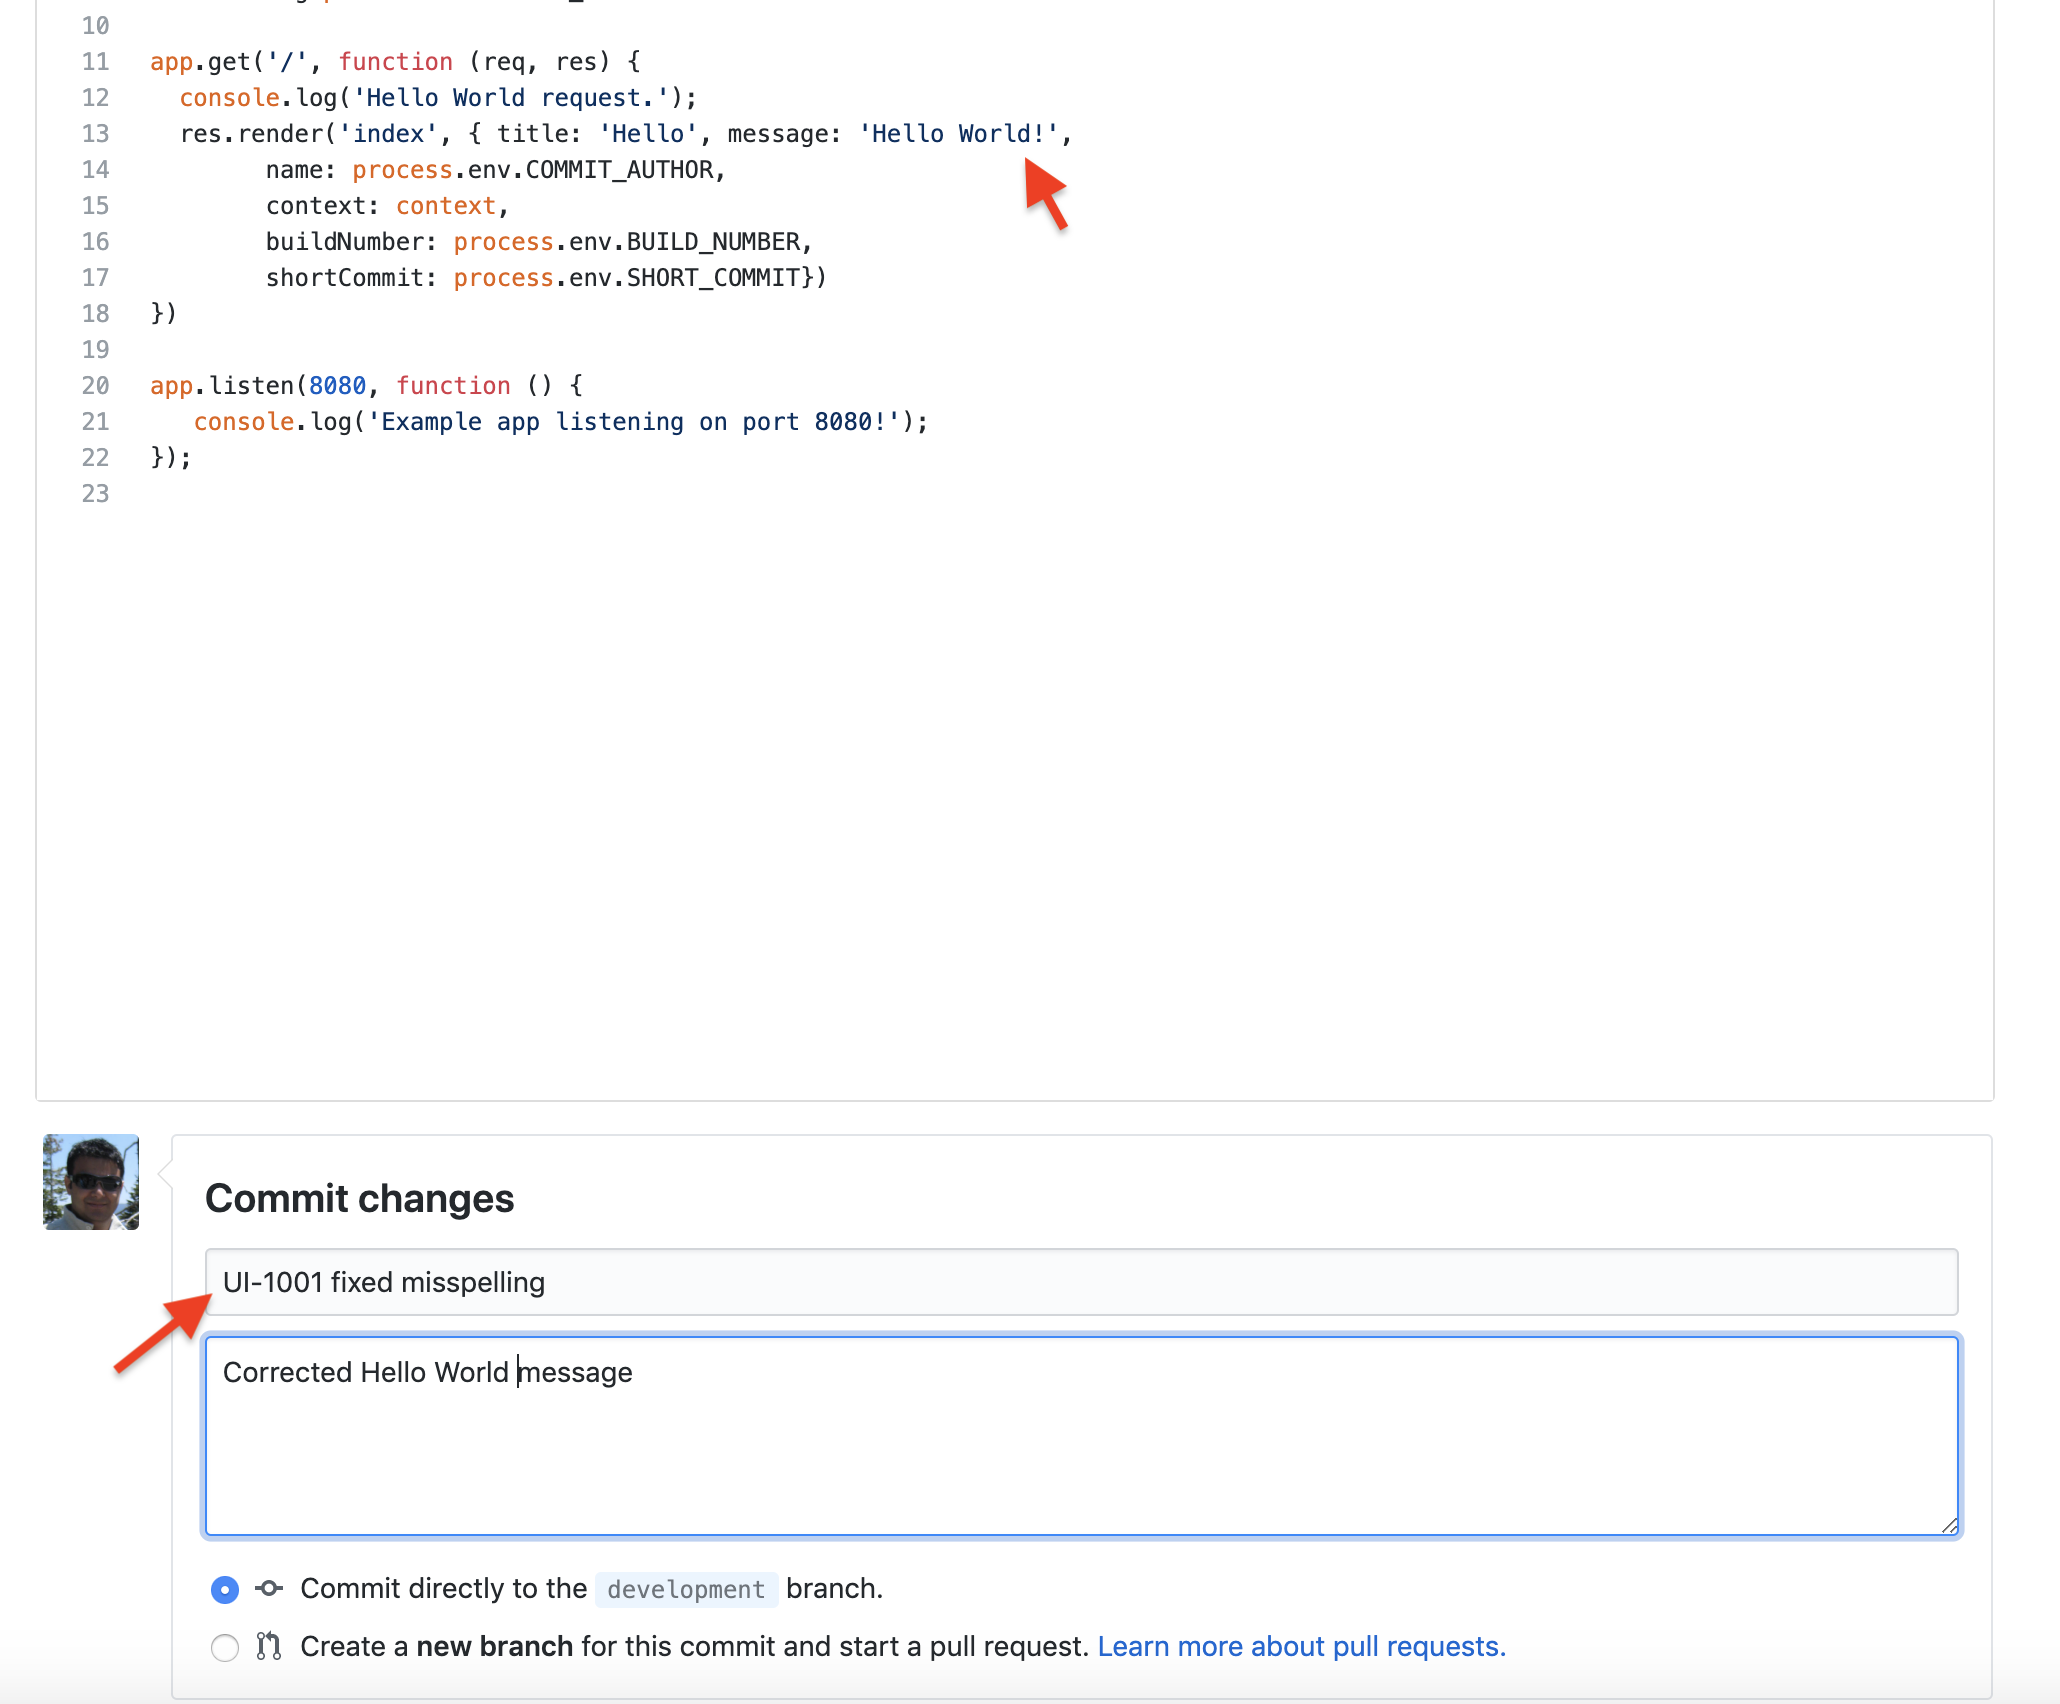 10
11 app.get('/', function (req, res) {
12 console.log('Hello World request.');
13 res.render('index', { title: 'Hello', message: 'Hello World!',
14 name: process.env.COMMIT_AUTHOR,
15 context: context,
16 buildNumber: process.env.BUILD_NUMBER,
17 shortCommit: process.env.SHORT_COMMIT})
18 })
19
20 app.listen(8080, function () {
21 console.log('Example app listening on port 8080!');
22 });
23
Commit changes
UI-1001 fixed misspelling
Corrected Hello World message
Commit directly to the development branch.
Create a new branch for this commit and start a pull request. Learn more about pull requests.